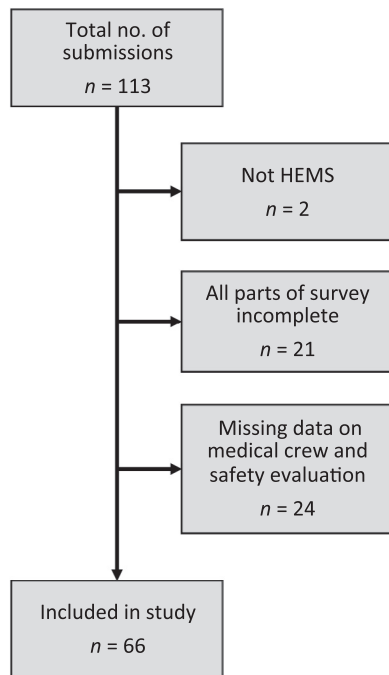 Total no. of
submissions
n = 113
Not HEMS
n = 2
All parts of survey
incomplete
n = 21
Missing data on
medical crew and
safety evaluation
n = 24
Included in study
n = 66